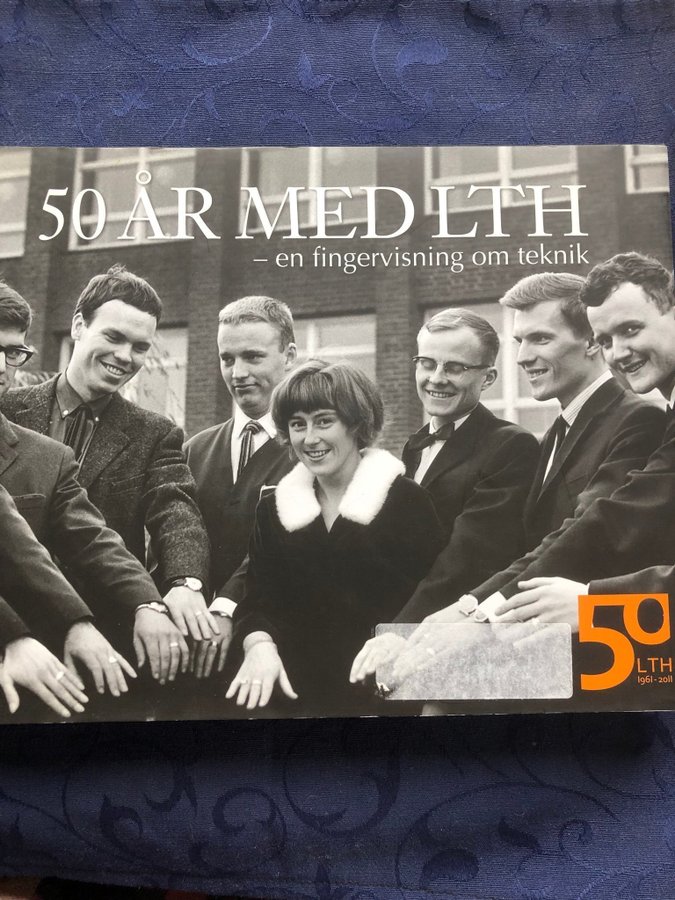 50 ÅR MED LTH
– en fingervisning om teknik
50
LTH
1961-2011